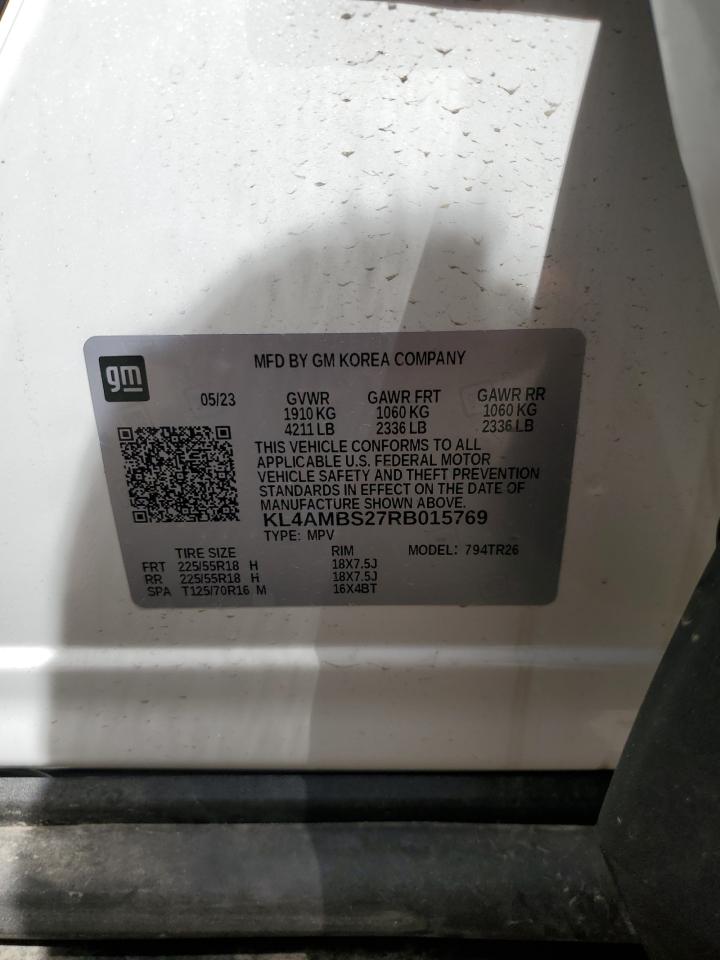 gm
MFD BY GM KOREA COMPANY
05/23 GVWR GAWR FRT GAWR RR
1910 KG 1060 KG 1060 KG
4211 LB 2336 LB 2336 LB
THIS VEHICLE CONFORMS TO ALL
APPLICABLE U.S. FEDERAL MOTOR
VEHICLE SAFETY AND THEFT PREVENTION
STANDARDS IN EFFECT ON THE DATE OF
MANUFACTURE SHOWN ABOVE.
KL4AMBS27RB015769
TYPE: MPV
TIRE SIZE RIM MODEL: 794TR26
FRT 225/55R18 H 18X7.5J
RR 225/55R18 H 18X7.5J
SPA T125/70R16 M 16X4BT